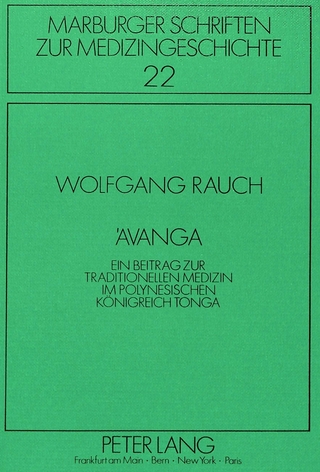 MARBURGER SCHRIFTEN
ZUR MEDIZINGESCHICHTE
22
WOLFGANG RAUCH
'AVANGA
EIN BEITRAG ZUR
TRADITIONELLEN MEDIZIN
IM POLYNESISCHEN
KÖNIGREICH TONGA
PETER LANG
Frankfurt am Main · Bern · New York · Paris